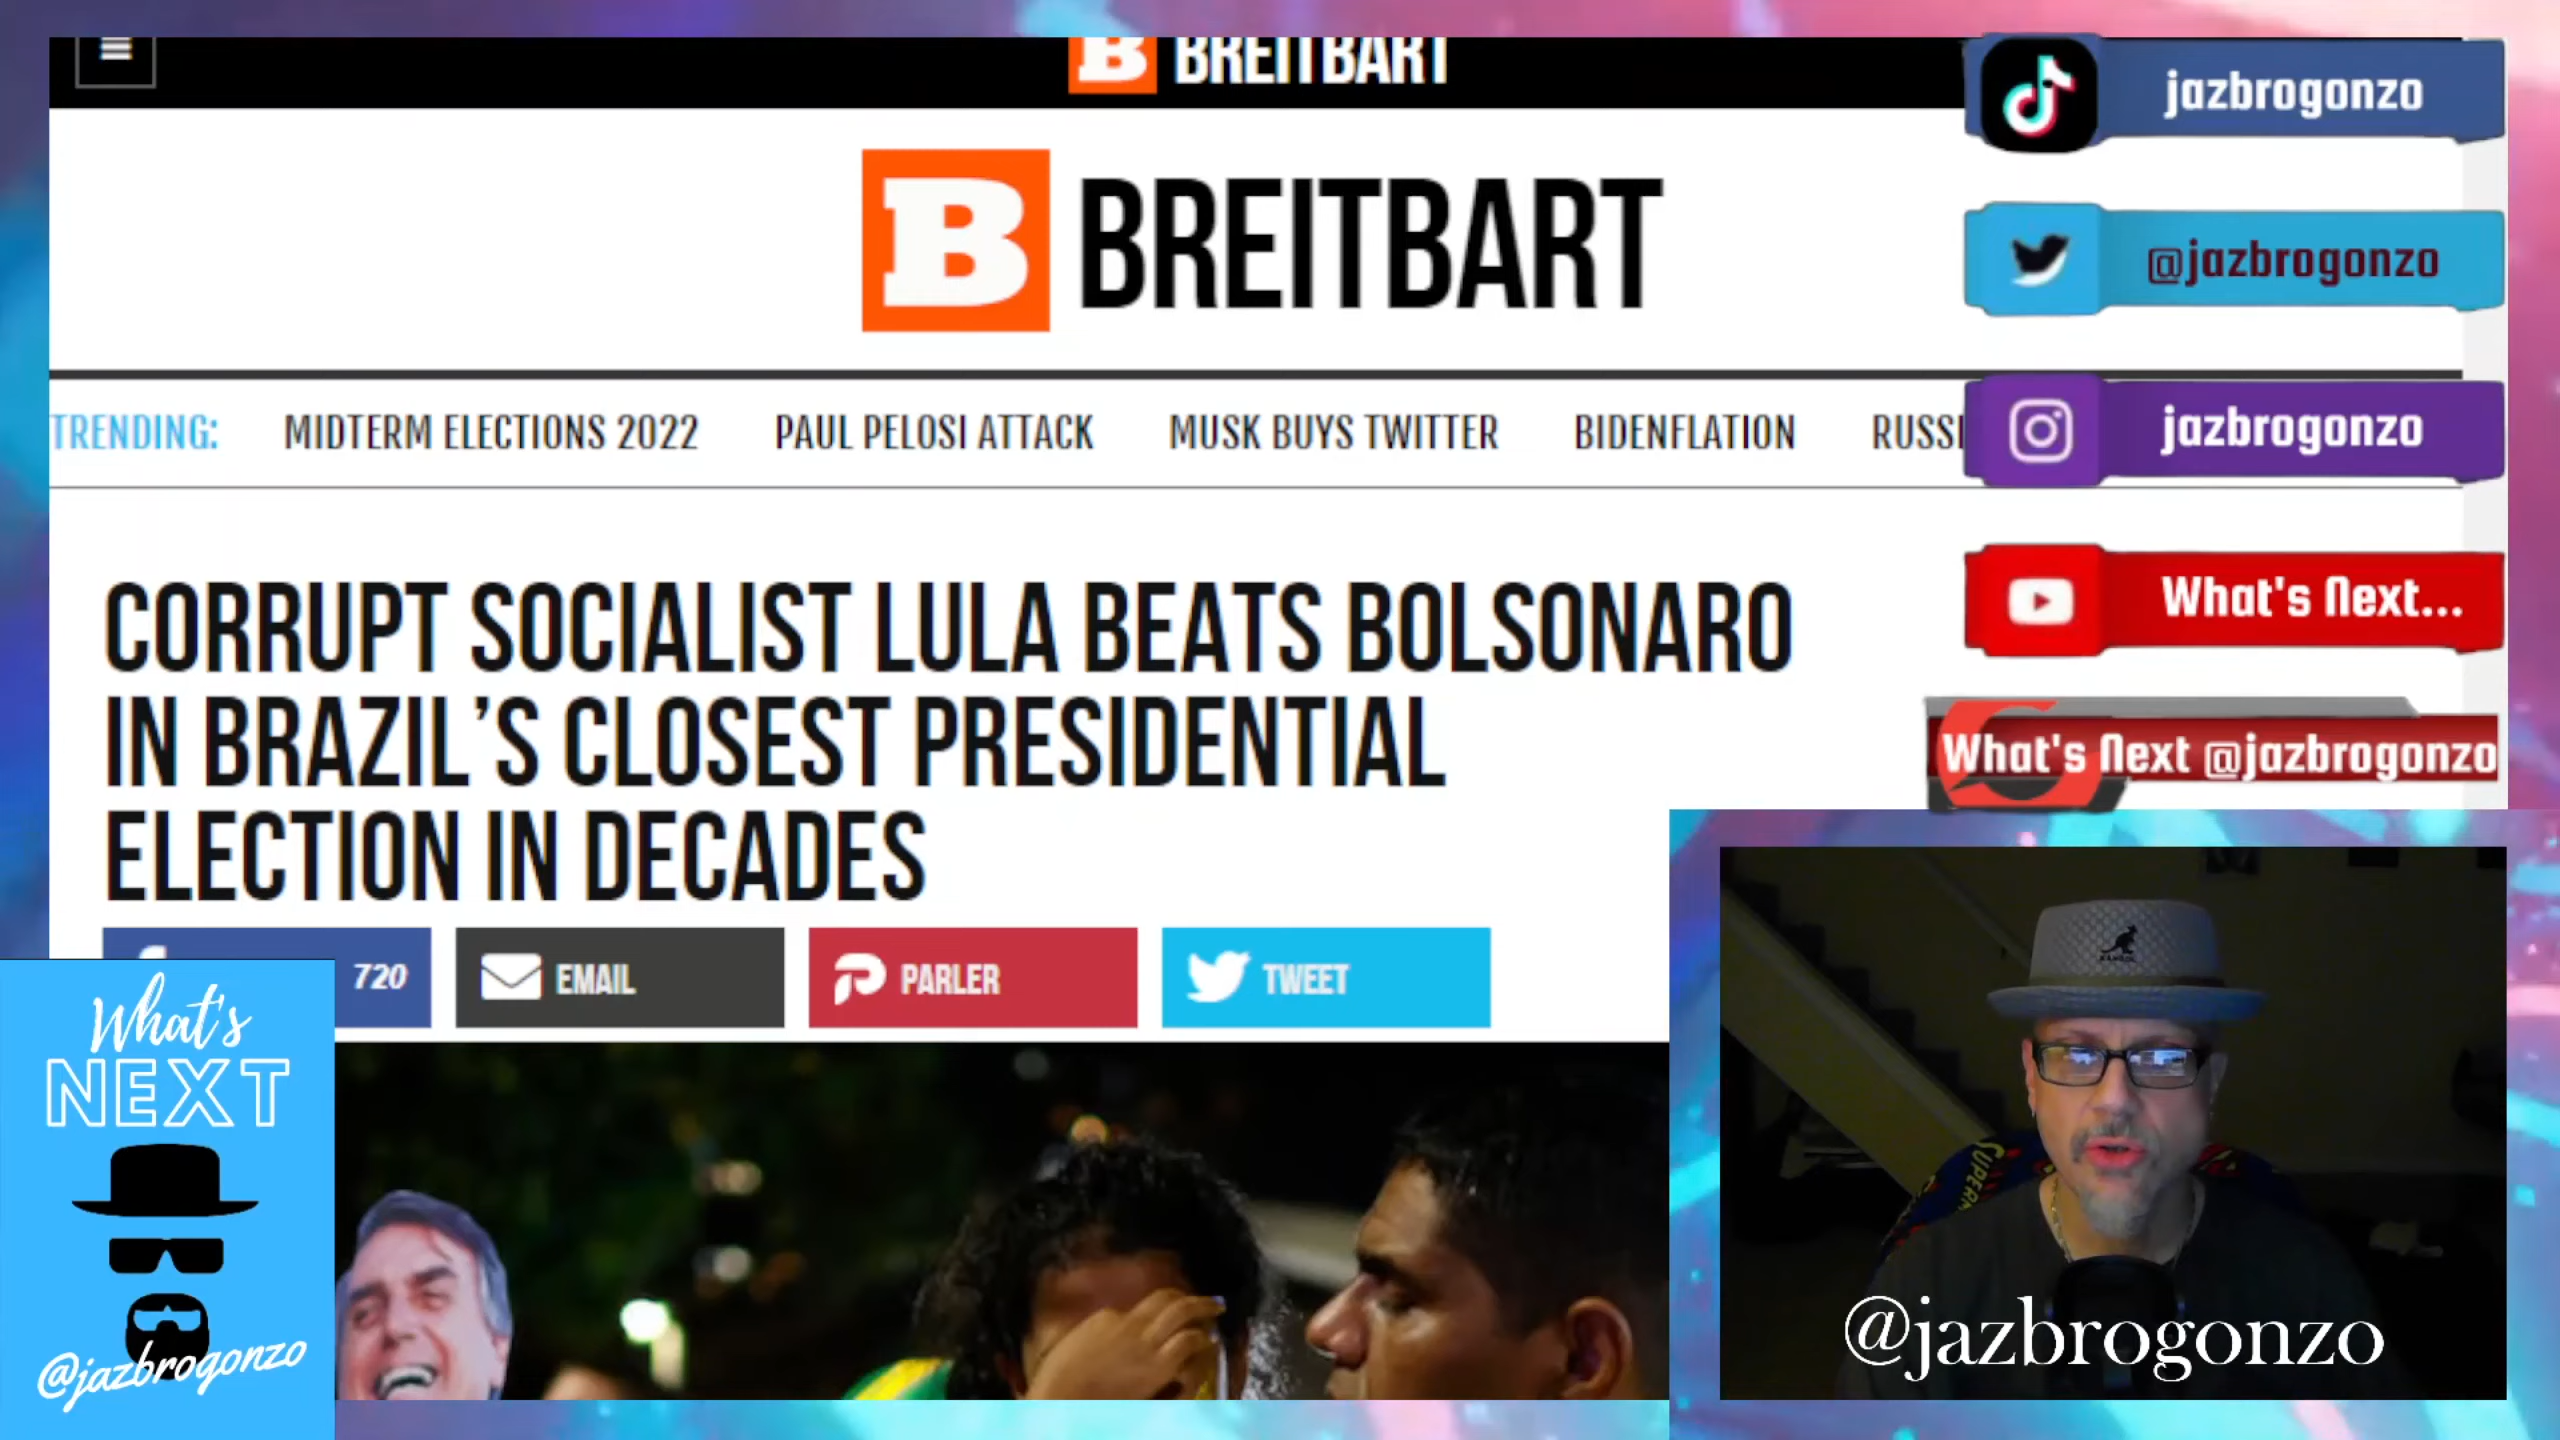 BREITBART
B BREITBART
TRENDING: MIDTERM ELECTIONS 2022 PAUL PELOSI ATTACK MUSK BUYS TWITTER BIDENFLATION
CORRUPT SOCIALIST LULA BEATS BOLSONARO
IN BRAZIL’S CLOSEST PRESIDENTIAL
ELECTION IN DECADES
720
EMAIL
PARLER
TWEET
jazbrogonzo
@jazbrogonzo
jazbrogonzo
What's Next...
What's Next @jazbrogonzo
What's
NEXT
@jazbrogonzo
KANGOL
@jazbrogonzo